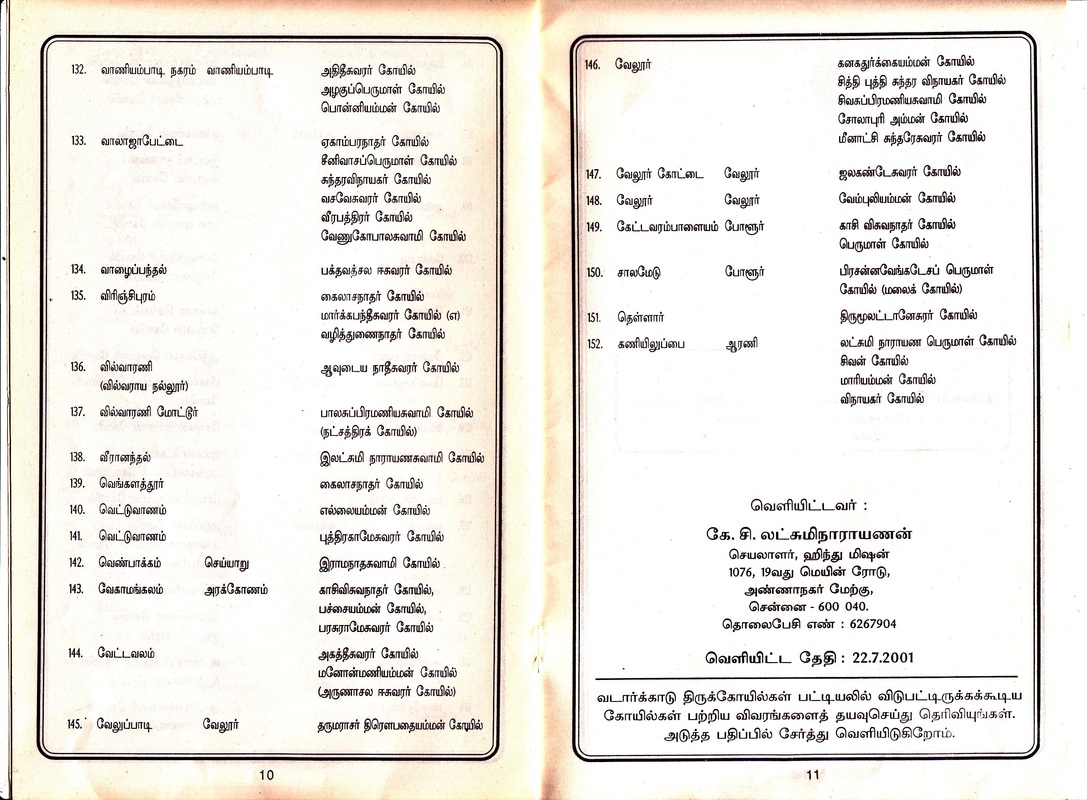 132. வாணியம்பாடி நகரம் வாணியம்பாடி அதிதீசுவரர் கோயில்
அழகுப்பெருமாள் கோயில்
பொன்னியம்மன் கோயில்
133. வாலாஜாபேட்டை ஏகாம்பரநாதர் கோயில்
சீனிவாசப்பெருமாள் கோயில்
சுந்தரவிநாயகர் கோயில்
வசவேசுவரர் கோயில்
வீரபத்திரர் கோயில்
வேணுகோபாலசுவாமி கோயில்
134. வாழைப்பந்தல் பக்தவத்சல ஈசுவரர் கோயில்
135. விரிஞ்சிபுரம் கைலாசநாதர் கோயில்
மார்க்கபந்தீசுவரர் கோயில் (எ)
வழித்துணைநாதர் கோயில்
136. வில்வாரணி ஆவுடைய நாதீசுவரர் கோயில்
(வில்வராய நல்லூர்)
137. வில்வாரணி மோட்டூர் பாலசுப்பிரமணியசுவாமி கோயில்
(நட்சத்திரக் கோயில்)
138. வீரானந்தல் இலட்சுமி நாராயணசுவாமி கோயில்
139. வெங்களத்தூர் கைலாசநாதர் கோயில்
140. வெட்டுவாணம் எல்லையம்மன் கோயில்
141. வெட்டுவாணம் புத்திரகாமேசுவரர் கோயில்
142. வெண்பாக்கம் செய்யாறு இராமநாதசுவாமி கோயில்
143. வேகாமங்கலம் அரக்கோணம் காசிவிசுவநாதர் கோயில்,
பச்சையம்மன் கோயில்,
பரசுராமேசுவரர் கோயில்
144. வேட்டவலம் அகத்தீசுவரர் கோயில்
மனோன்மணியம்மன் கோயில்
(அருணாசல ஈசுவரர் கோயில்)
145. வேலுப்பாடி வேலூர் தருமராசர் திரௌபதையம்மன் கோயில்
10
146. வேலூர் கனகதுர்க்கையம்மன் கோயில்
சித்தி புத்தி சுந்தர விநாயகர் கோயில்
சிவசுப்பிரமணியசுவாமி கோயில்
சோலாபுரி அம்மன் கோயில்
மீனாட்சி சுந்தரேசுவரர் கோயில்
147. வேலூர் கோட்டை வேலூர் ஜலகண்டேசுவரர் கோயில்
148. வேலூர் வேலூர் வேம்புலியம்மன் கோயில்
149. கேட்டவரம்பாளையம் போளூர் காசி விசுவநாதர் கோயில்
பெருமாள் கோயில்
150. சாலமேடு போளூர் பிரசன்னவேங்கடேசப் பெருமாள்
கோயில் (மலைக் கோயில்)
151. தெள்ளார் திருமூலட்டானேசுரர் கோயில்
152. கணியிலுப்பை ஆரணி லட்சுமி நாராயண பெருமாள் கோயில்
சிவன் கோயில்
மாரியம்மன் கோயில்
விநாயகர் கோயில்
வெளியிட்டவர் :
கே. சி. லட்சுமிநாராயணன்
செயலாளர், ஹிந்து மிஷன்
1076, 19வது மெயின் ரோடு,
அண்ணாநகர் மேற்கு,
சென்னை - 600 040.
தொலைபேசி எண் : 6267904
வெளியிட்ட தேதி : 22.7.2001
வடார்க்காடு திருக்கோயில்கள் பட்டியலில் விடுபட்டிருக்கக்கூடிய
கோயில்கள் பற்றிய விவரங்களைத் தயவுசெய்து தெரிவியுங்கள்.
அடுத்த பதிப்பில் சேர்த்து வெளியிடுகிறோம்.
11